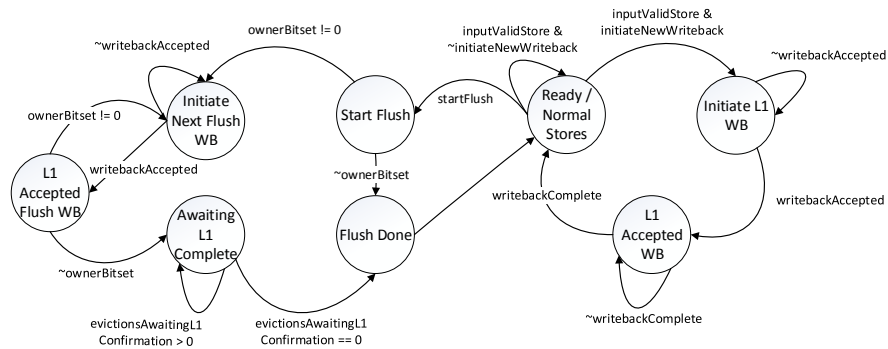 ownerBitset != 0
inputValidStore &
initiateNewWriteback
inputValidStore &
~initiateNewWriteback
~writebackAccepted
~writebackAccepted
Initiate
Next Flush
WB
Start Flush
startFlush
Ready /
Normal
Stores
Initiate L1
WB
ownerBitset != 0
writebackAccepted
~ownerBitset
L1
Accepted
Flush WB
writebackComplete
writebackAccepted
Awaiting
L1
Complete
Flush Done
L1
Accepted
WB
~ownerBitset
evictionsAwaitingL1
Confirmation > 0
evictionsAwaitingL1
Confirmation == 0
~writebackComplete